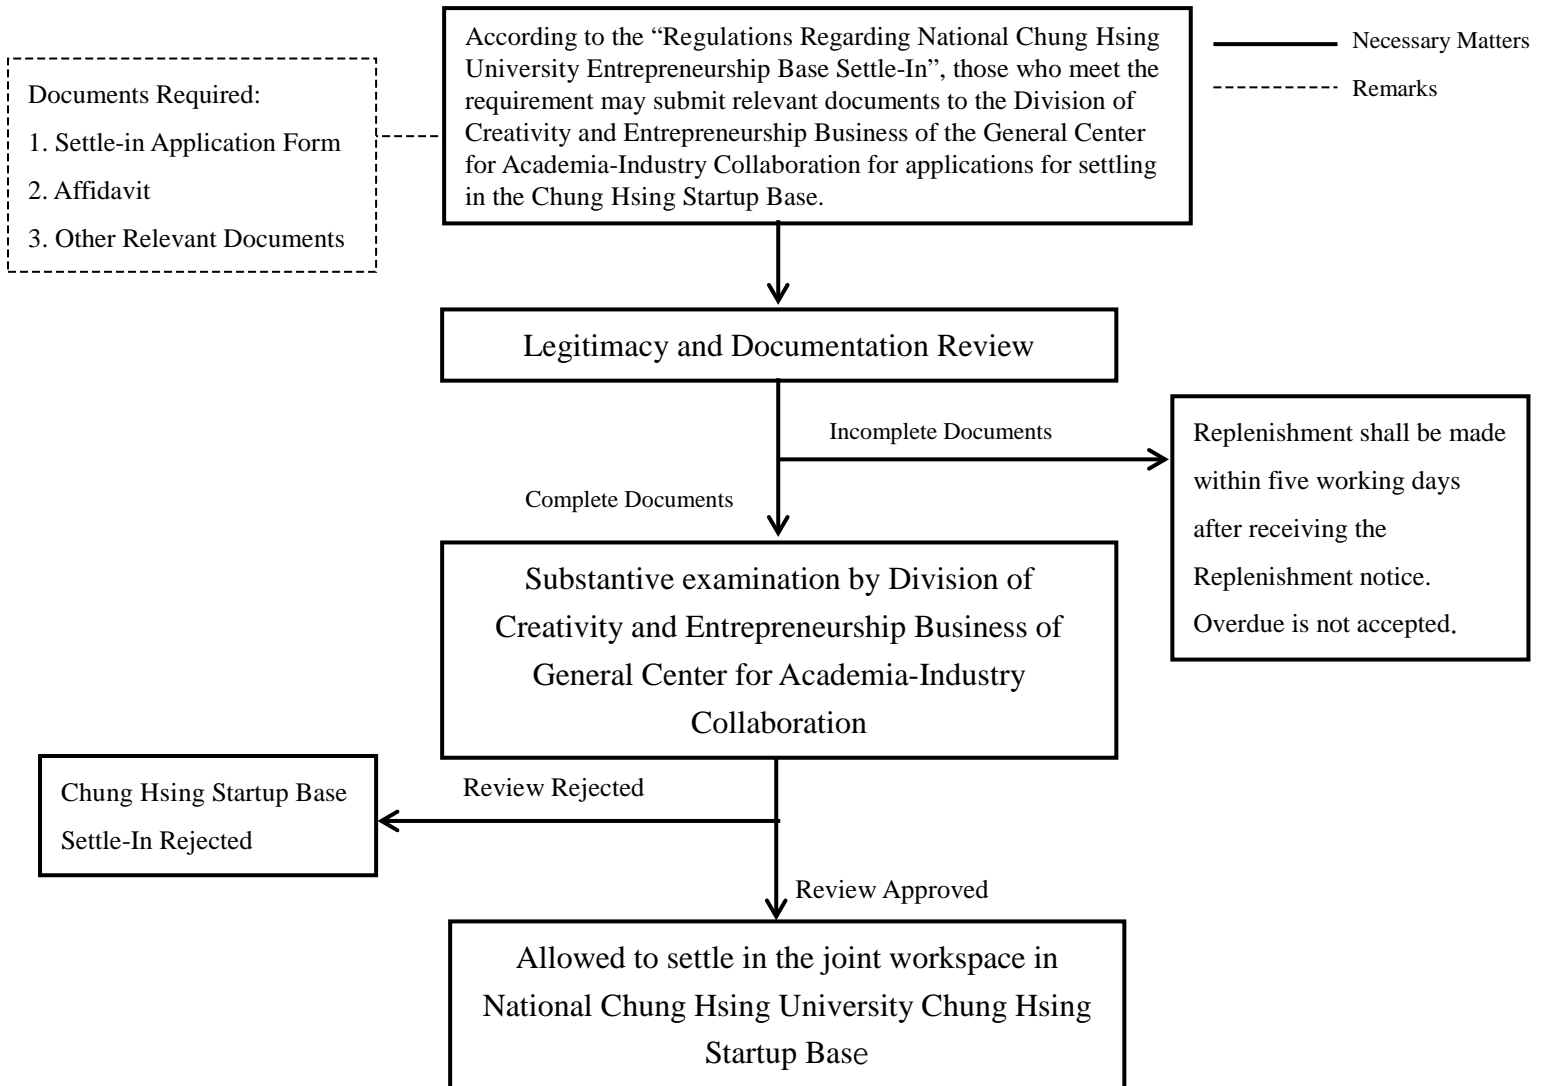 According to the “Regulations Regarding National Chung Hsing
University Entrepreneurship Base Settle-In”, those who meet the
requirement may submit relevant documents to the Division of
Creativity and Entrepreneurship Business of the General Center
for Academia-Industry Collaboration for applications for settling
in the Chung Hsing Startup Base.
Necessary Matters
Remarks
Documents Required:
1. Settle-in Application Form
2. Affidavit
3. Other Relevant Documents
Legitimacy and Documentation Review
Incomplete Documents
Replenishment shall be made
within five working days
after receiving the
Replenishment notice.
Overdue is not accepted.
Complete Documents
Substantive examination by Division of
Creativity and Entrepreneurship Business of
General Center for Academia-Industry
Collaboration
Review Rejected
Chung Hsing Startup Base
Settle-In Rejected
Review Approved
Allowed to settle in the joint workspace in
National Chung Hsing University Chung Hsing
Startup Base